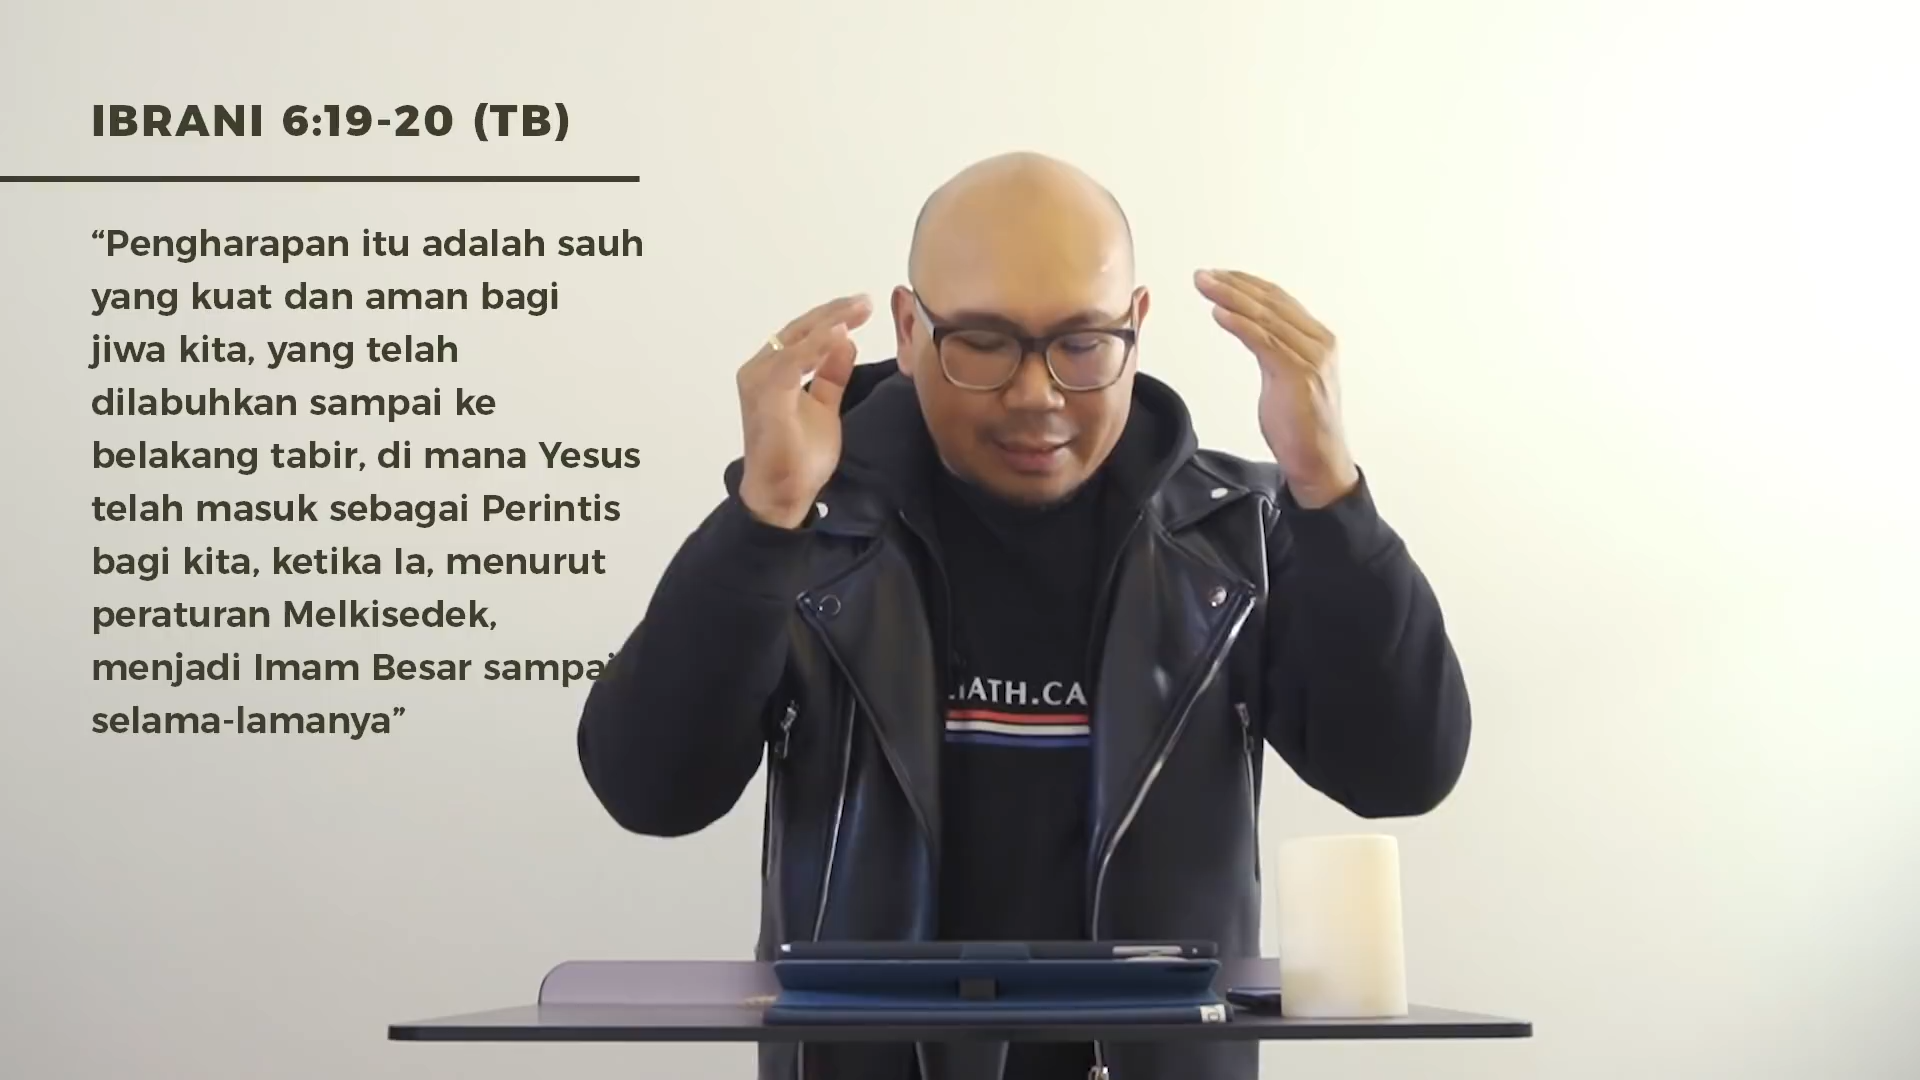 IBRANI 6:19-20 (TB)
“Pengharapan itu adalah sauh
yang kuat dan aman bagi
jiwa kita, yang telah
dilabuhkan sampai ke
belakang tabir, di mana Yesus
telah masuk sebagai Perintis
bagi kita, ketika Ia, menurut
peraturan Melkisedek,
menjadi Imam Besar sampai
selama-lamanya”